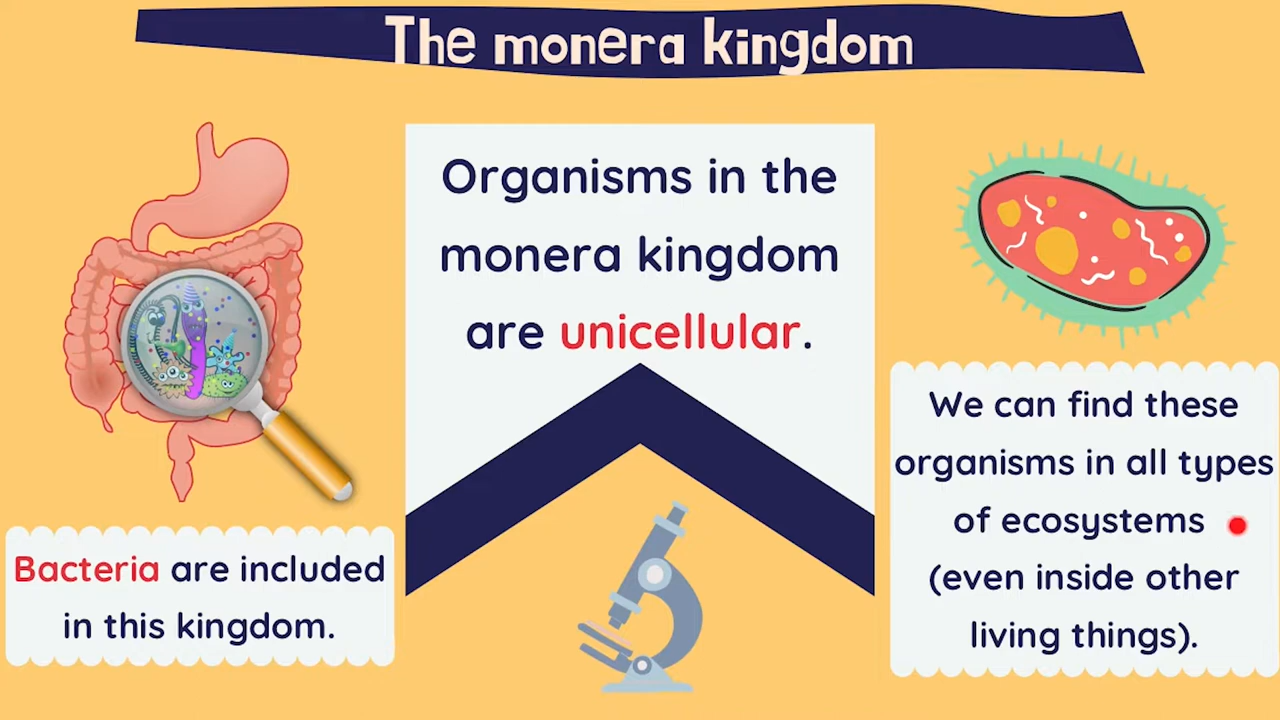 The monera kingdom
Organisms in the
monera kingdom
are unicellular.
Bacteria are included
in this kingdom.
We can find these
organisms in all types
of ecosystems
(even inside other
living things).